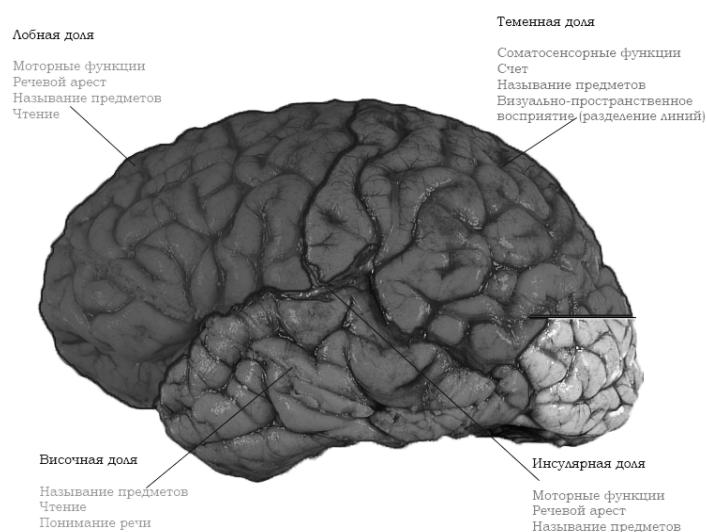 Лобная доля
Моторные функции
Речевой арест
Называние предметов
Чтение
Теменная доля
Соматосенсорные функции
Счет
Называние предметов
Визуально-пространственное
восприятие (разделение линий)
Височная доля
Называние предметов
Чтение
Понимание речи
Инсулярная доля
Моторные функции
Речевой арест
Называние предметов